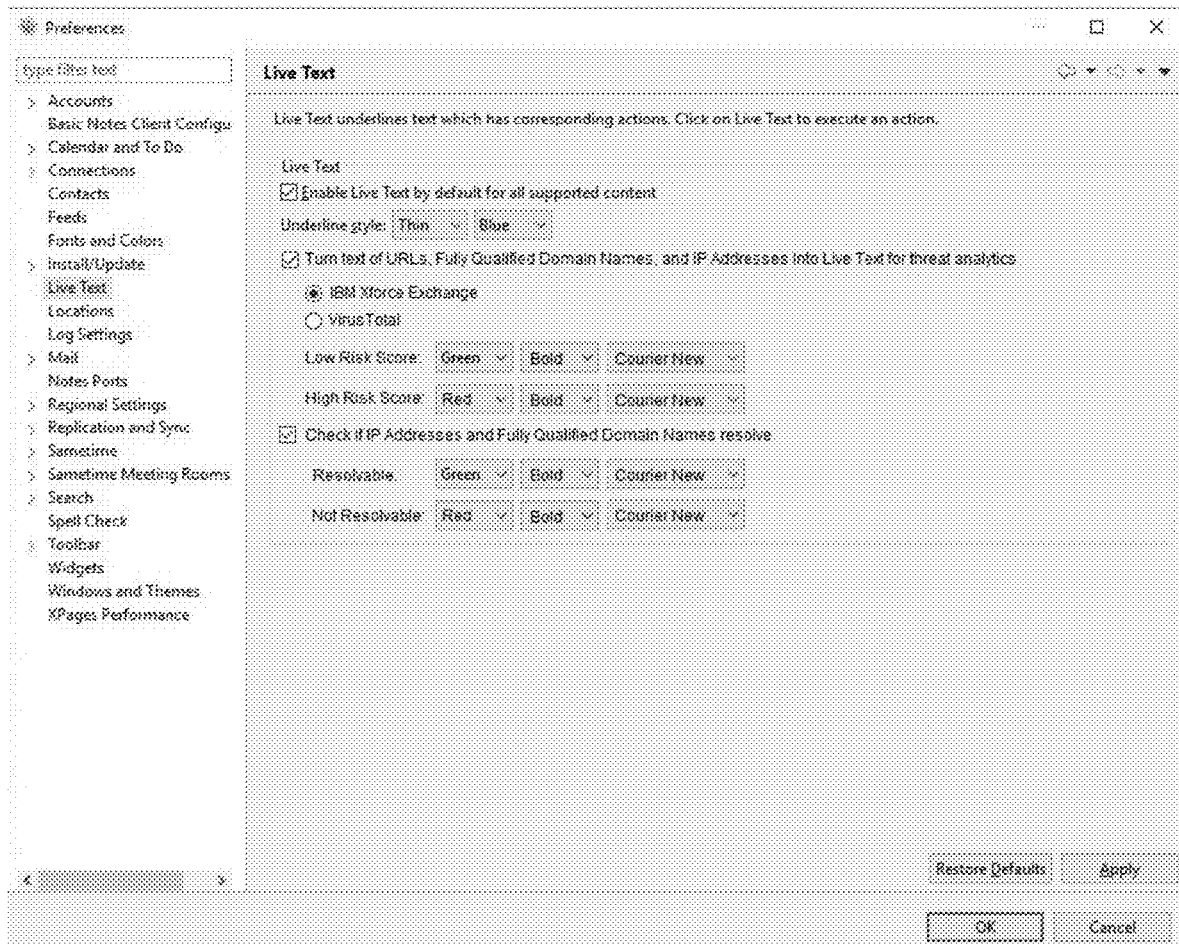 Preferences
type filter text
Accounts
Basic Notes Client Configu
Calendar and To Do
Connections
Contacts
Feeds
Fonts and Colors
Install/Update
Live Text
Locations
Log Settings
Mail
Notes Ports
Regional Settings
Replication and Sync
Sametime
Sametime Meeting Rooms
Search
Spell Check
Toolbar
Widgets
Windows and Themes
XPages Performance
Live Text
Live Text underlines text which has corresponding actions. Click on Live Text to execute an action.
Live Text
Enable Live Text by default for all supported content
Underline style: Thin Blue
Turn text of URLs, Fully Qualified Domain Names, and IP Addresses into Live Text for threat analytics
IBM Xforce Exchange
VirusTotal
Low Risk Score: Green Bold Courier New
High Risk Score: Red Bold Courier New
Check if IP Addresses and Fully Qualified Domain Names resolve
Resolvable: Green Bold Courier New
Not Resolvable: Red Bold Courier New
Restore Defaults Apply
OK Cancel